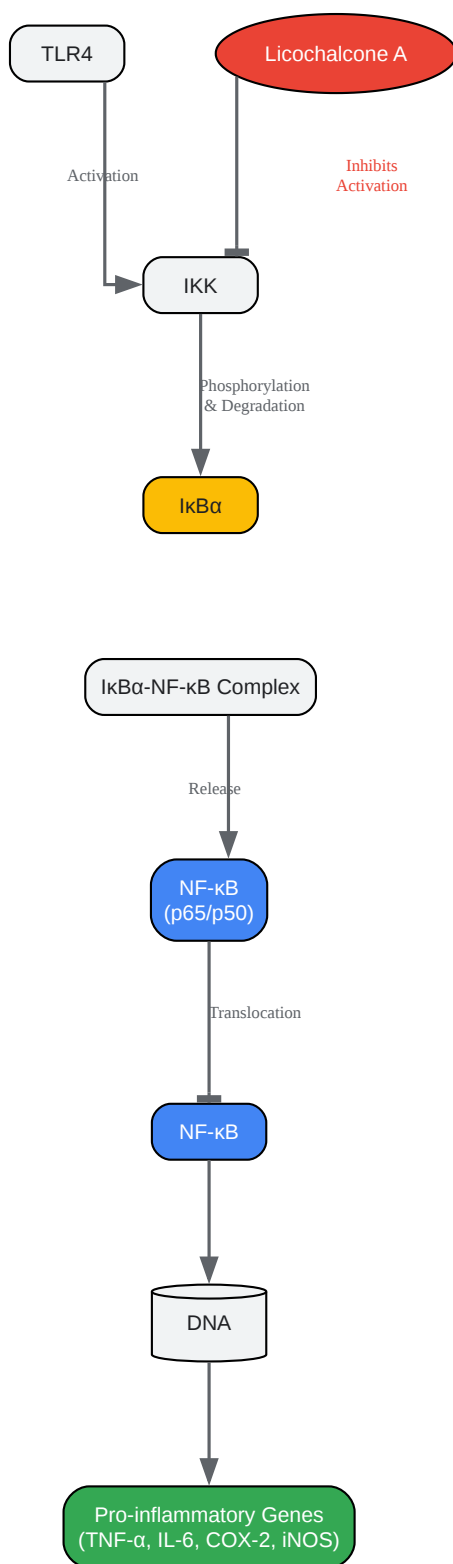 TLR4
Licochalcone A
Activation
Inhibits
Activation
IKK
Phosphorylation
& Degradation
IκBα
IκBα-NF-κB Complex
Release
NF-κB
(p65/p50)
Translocation
NF-κB
DNA
Pro-inflammatory Genes
(TNF-α, IL-6, COX-2, iNOS)